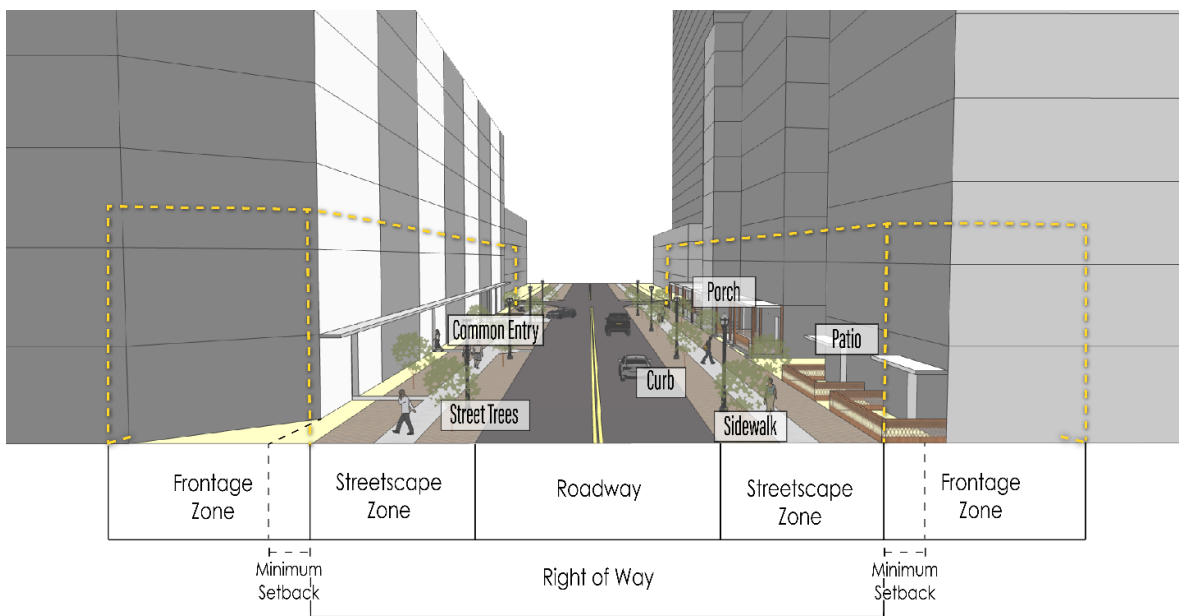 Porch
Common Entry
Patio
Curb
Street Trees
Sidewalk
Frontage
Zone
Streetscape
Zone
Roadway
Streetscape
Zone
Frontage
Zone
Minimum
Setback
Right of Way
Minimum
Setback